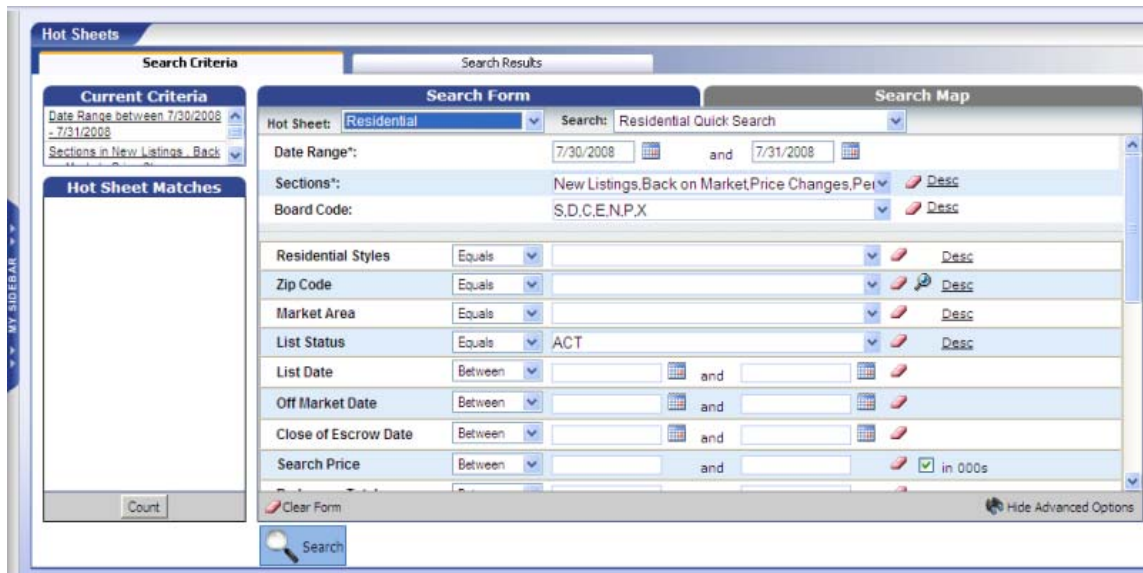 Hot Sheets
Search Criteria Search Results
Current Criteria
Date Range between 7/30/2008
- 7/31/2008
Sections in New Listings , Back
Hot Sheet Matches
Count
MY SIDEBAR
Search Form Search Map
Hot Sheet: Residential Search: Residential Quick Search
Date Range*: 7/30/2008 and 7/31/2008
Sections*: New Listings,Back on Market,Price Changes,Per Desc
Board Code: S,D,C,E,N,P,X Desc
Residential Styles Equals Desc
Zip Code Equals Desc
Market Area Equals Desc
List Status Equals ACT Desc
List Date Between and
Off Market Date Between and
Close of Escrow Date Between and
Search Price Between and in 000s
Clear Form Hide Advanced Options
Search